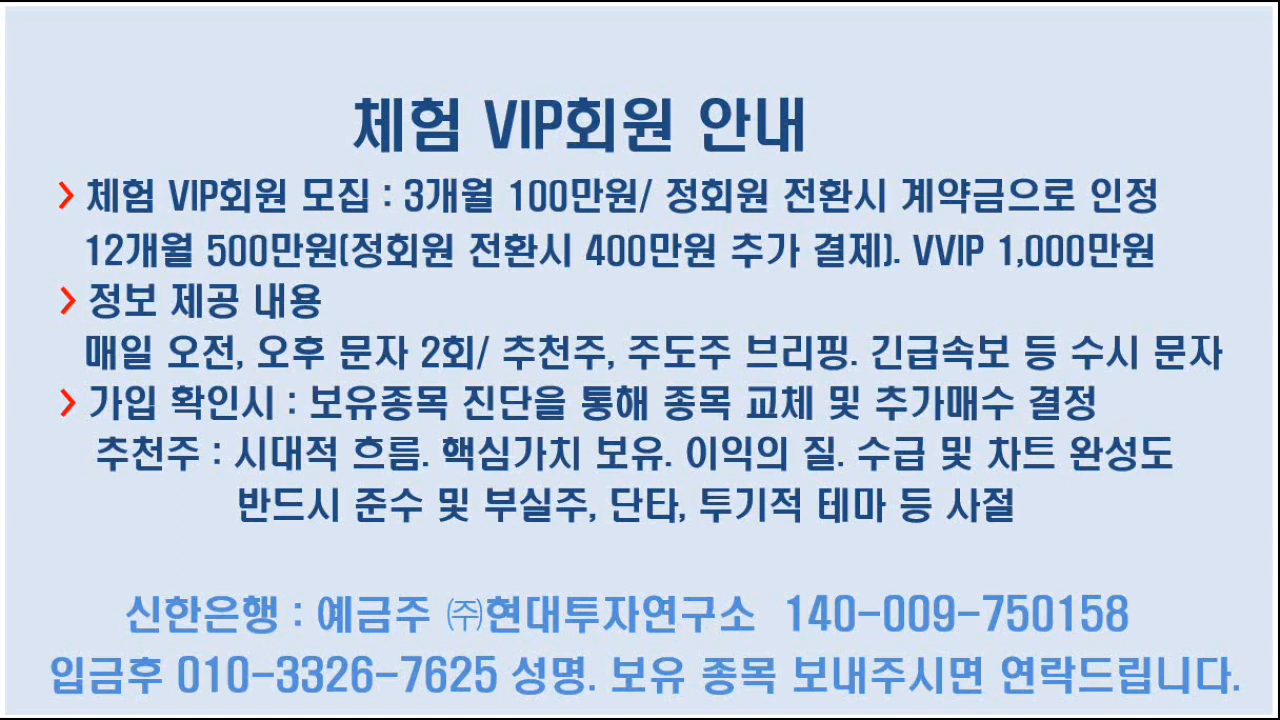 체험 VIP회원 안내
> 체험 VIP회원 모집 : 3개월 100만원/ 정회원 전환시 계약금으로 인정
12개월 500만원(정회원 전환시 400만원 추가 결제). VVIP 1,000만원
> 정보 제공 내용
매일 오전, 오후 문자 2회/ 추천주, 주도주 브리핑. 긴급속보 등 수시 문자
> 가입 확인시 : 보유종목 진단을 통해 종목 교체 및 추가매수 결정
추천주 : 시대적 흐름. 핵심가치 보유. 이익의 질. 수급 및 차트 완성도
반드시 준수 및 부실주, 단타, 투기적 테마 등 사절
신한은행 : 예금주 ㈜현대투자연구소 140-009-750158
입금후 010-3326-7625 성명. 보유 종목 보내주시면 연락드립니다.